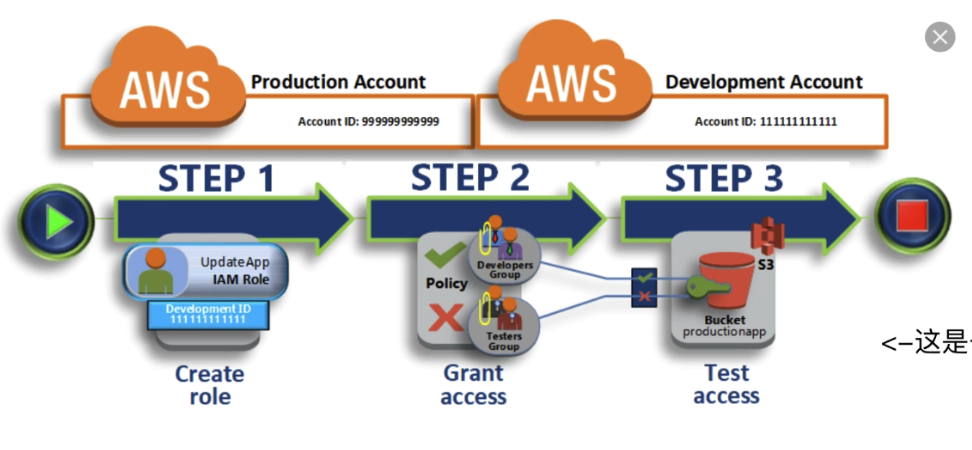 AWS
Production Account
Account ID: 999999999999
AWS
Development Account
Account ID: 111111111111
STEP 1
STEP 2
STEP 3
UpdateApp
IAM Role
Development ID
111111111111
Policy
Developers
Group
Testers
Group
S3
Bucket
productionapp
<–这是
Create
role
Grant
access
Test
access